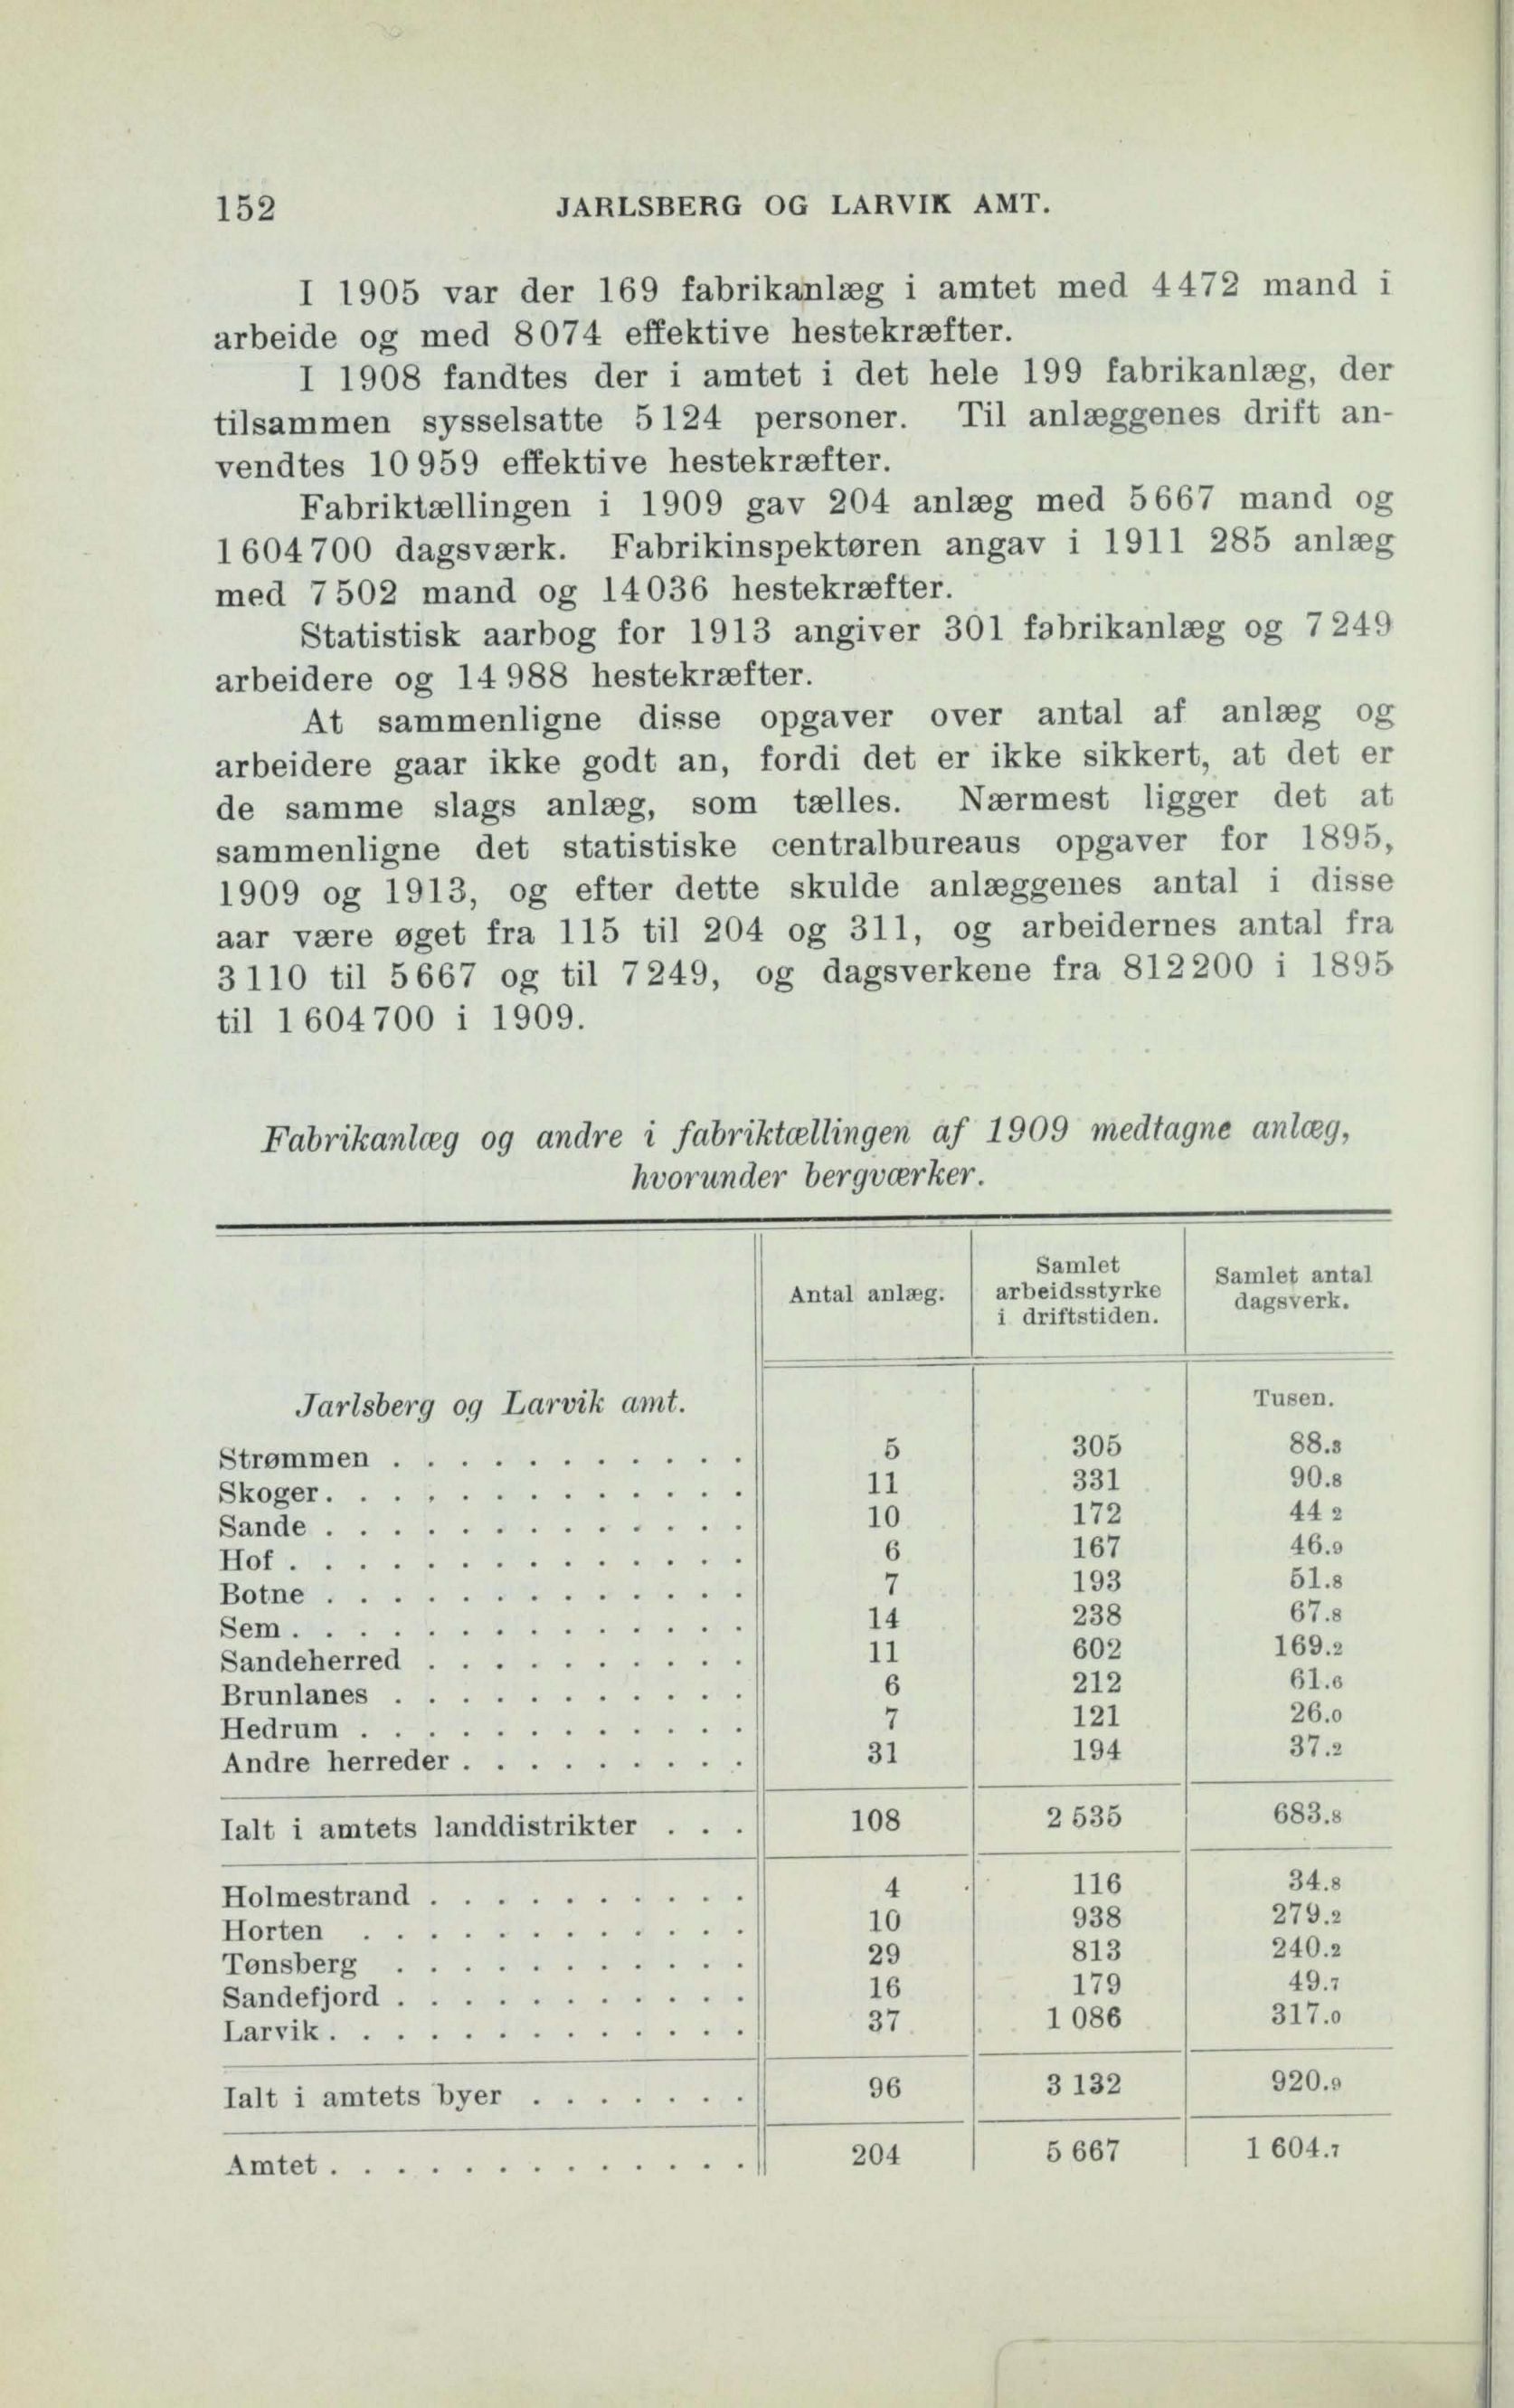 152 JARLSBERG OG LARVIK AMT.
I 1905 var der 169 fabrikanlæg i amtet med 4472 mand i
arbeide og med 8074 effektive hestekræfter.
I 1908 fandtes der i amtet i det hele 199 fabrikanlæg, der
tilsammen sysselsatte 5124 personer. Til anlæggenes drift an-
vendtes 10959 effektive hestekræfter.
Fabriktællingen i 1909 gav 204 anlæg med 5667 mand og
1604700 dagsværk. Fabrikinspektøren angav i 1911 285 anlæg
med 7502 mand og 14036 hestekræfter.
Statistisk aarbog for 1913 angiver 301 fabrikanlæg og 7249
arbeidere og 14988 hestekræfter.
At sammenligne disse opgaver over antal af anlæg og
arbeidere gaar ikke godt an, fordi det er ikke sikkert, at det er
de samme slags anlæg, som tælles. Nærmest ligger det at
sammenligne det statistiske centralbureaus opgaver for 1895,
1909 og 1913, og efter dette skulde anlæggenes antal i disse
aar være øget fra 115 til 204 og 311, og arbeidernes antal fra
3110 til 5667 og til 7249, og dagsverkene fra 812200 i 1895
til 1604700 i 1909.
Fabrikanlæg og andre i fabriktællingen af 1909 medtagne anlæg,
hvorunder bergværker.
Antal anlæg.
Samlet
arbeidsstyrke
i driftstiden.
Samlet antal
dagsverk.
Jarlsberg og Larvik amt. Tusen.
Strømmen . . . . . . . . . . . 5 305 88.3
Skoger. . . . . . . . . . . . . 11 331 90.8
Sande . . . . . . . . . . . . . 10 172 44 2
Hof . . . . . . . . . . . . . . 6 167 46.9
Botne . . . . . . . . . . . . . 7 193 51.8
Sem. . . . . . . . . . . . . . 14 238 67.8
Sandeherred . . . . . . . . . . 11 602 169.2
Brunlanes . . . . . . . . . . . 6 212 61.6
Hedrum . . . . . . . . . . . . 7 121 26.0
Andre herreder . . . . . . . . . 31 194 37.2
Ialt i amtets landdistrikter . . . 108 2 535 683.8
Holmestrand . . . . . . . . . . 4 116 34.8
Horten . . . . . . . . . . . . 10 938 279.2
Tønsberg . . . . . . . . . . . 29 813 240.2
Sandefjord . . . . . . . . . . . 16 179 49.7
Larvik. . . . . . . . . . . . . 37 1 086 317.0
Ialt i amtets byer . . . . . . . 96 3 132 920.9
Amtet . . . . . . . . . . . . . 204 5 667 1 604.7